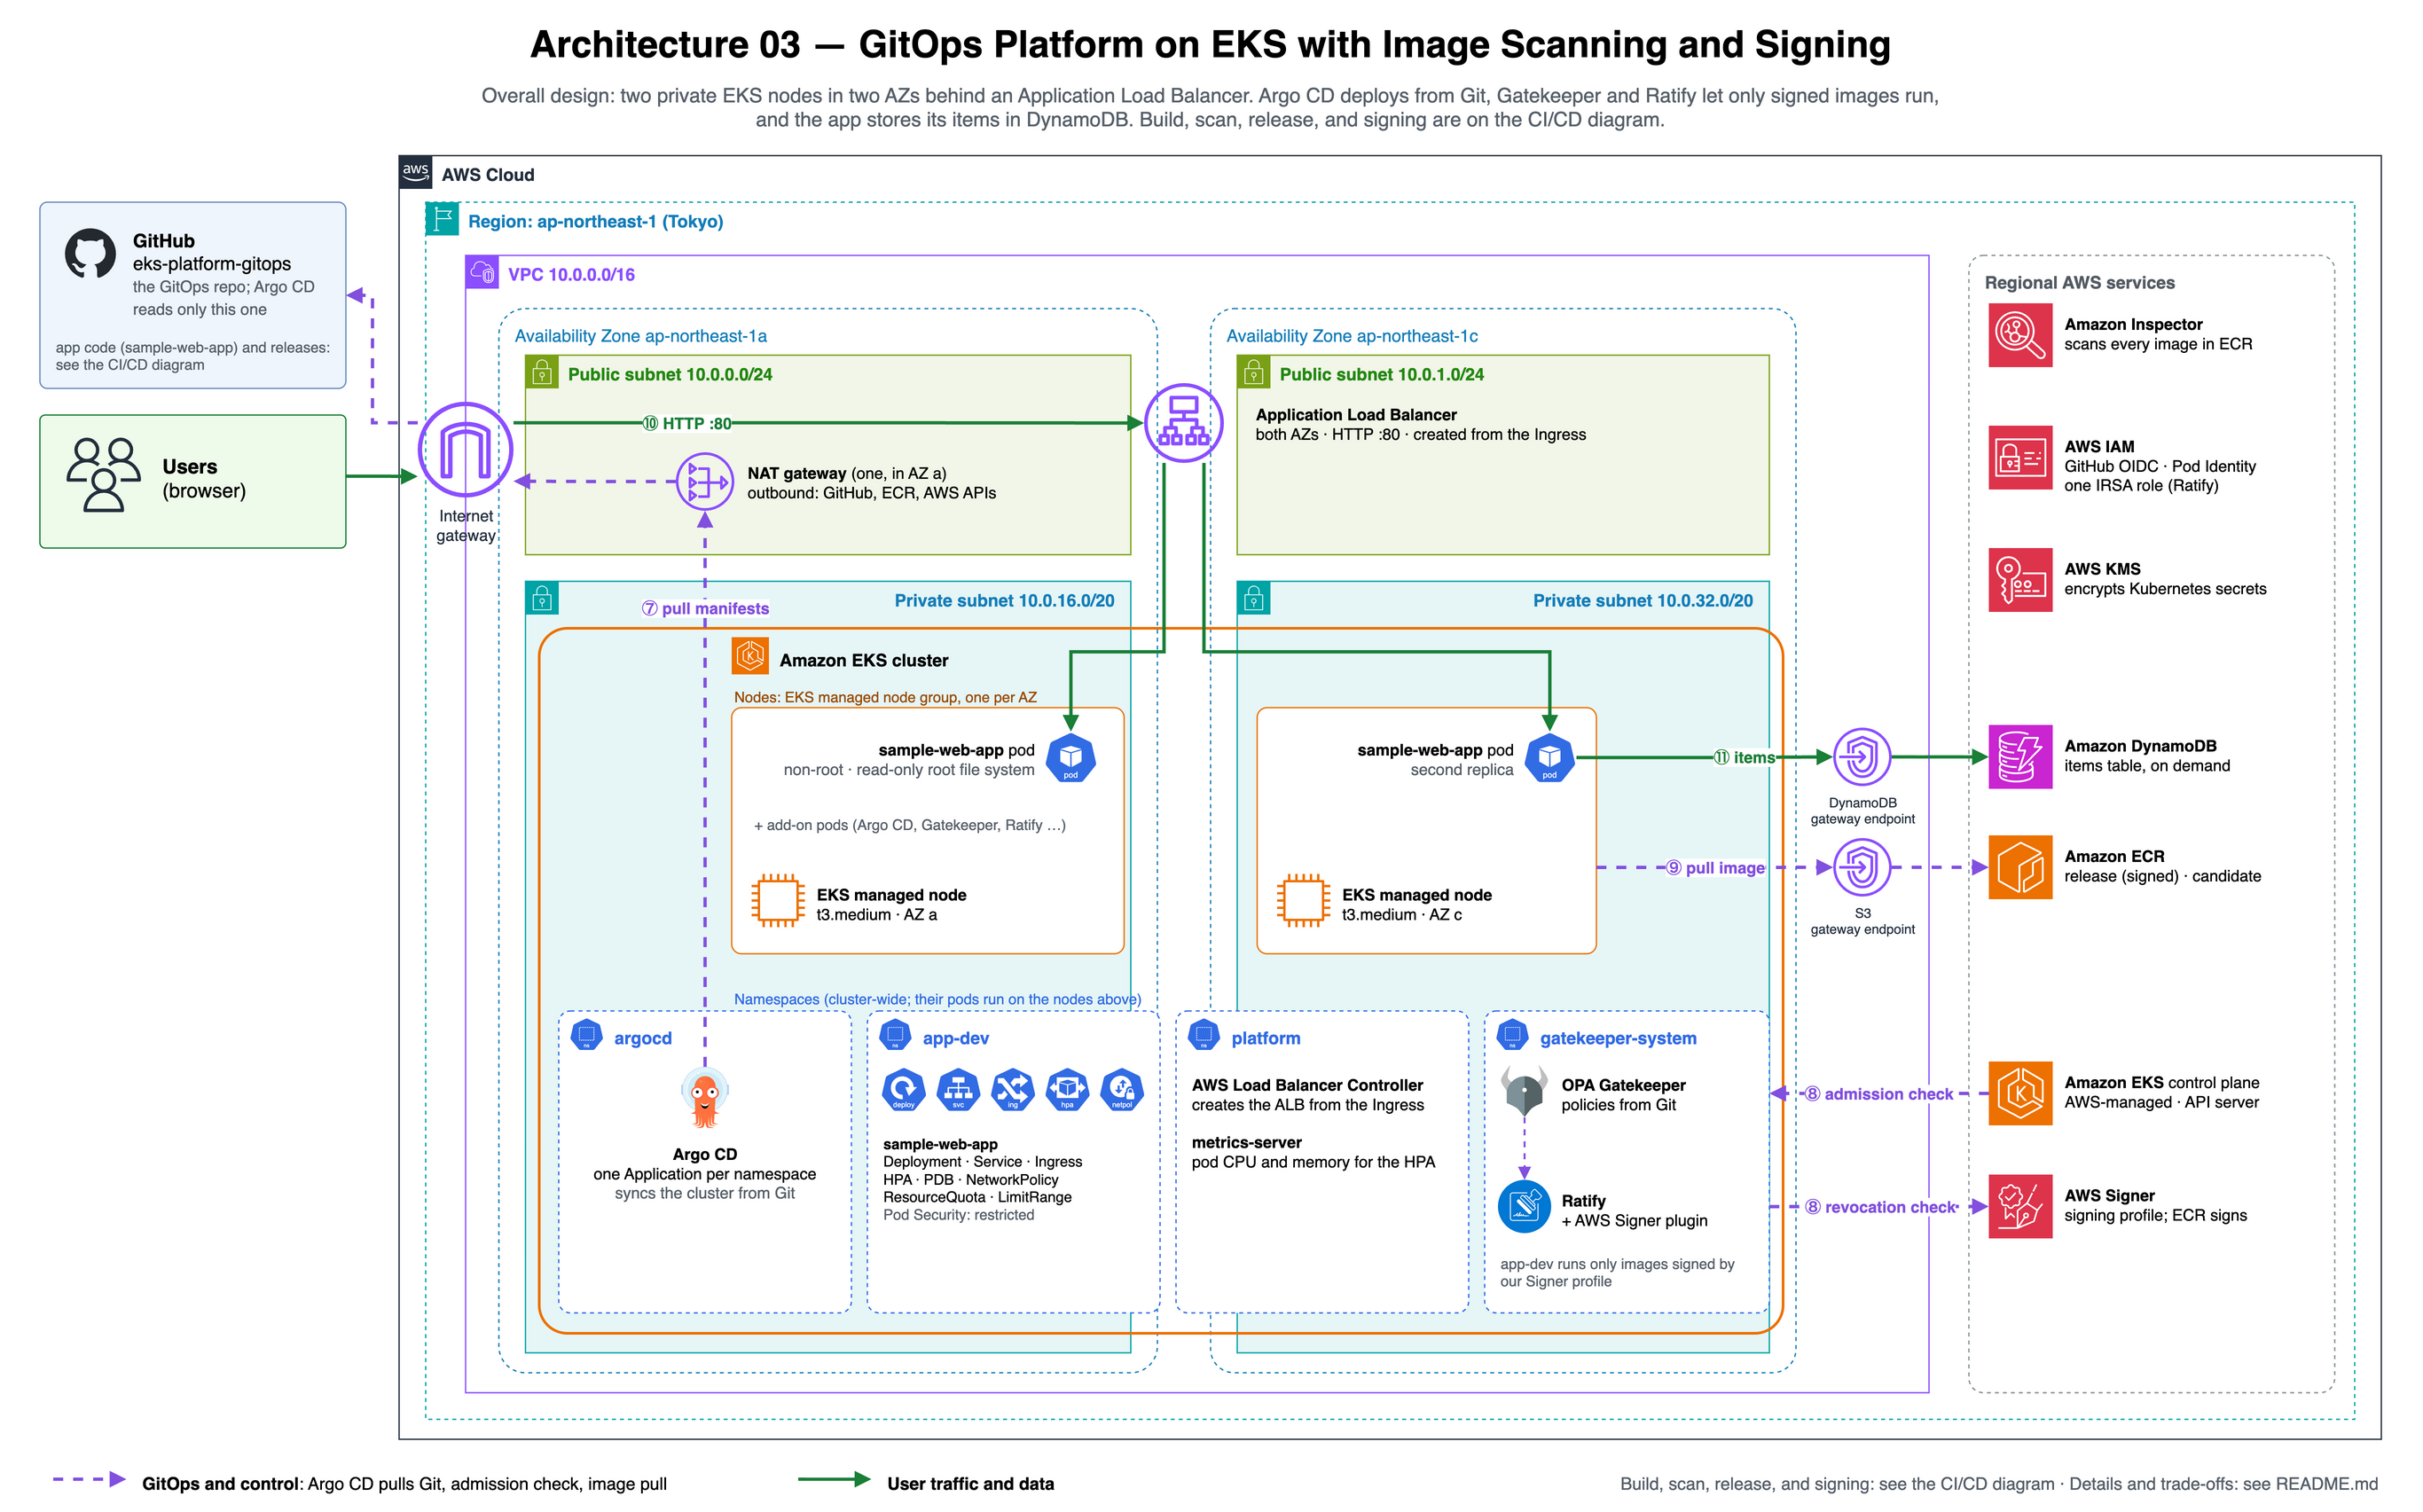 Architecture 03 — GitOps Platform on EKS with Image Scanning and Signing
Overall design: two private EKS nodes in two AZs behind an Application Load Balancer. Argo CD deploys from Git, Gatekeeper and Ratify let only signed images run,
and the app stores its items in DynamoDB. Build, scan, release, and signing are on the CI/CD diagram.
aws
AWS Cloud
GitHub
eks-platform-gitops
the GitOps repo; Argo CD
reads only this one
app code (sample-web-app) and releases:
see the CI/CD diagram
Users
(browser)
Region: ap-northeast-1 (Tokyo)
VPC 10.0.0.0/16
Internet
gateway
Availability Zone ap-northeast-1a
Public subnet 10.0.0.0/24
⑩ HTTP :80
NAT gateway (one, in AZ a)
outbound: GitHub, ECR, AWS APIs
Availability Zone ap-northeast-1c
Public subnet 10.0.1.0/24
Application Load Balancer
both AZs · HTTP :80 · created from the Ingress
Private subnet 10.0.16.0/20
⑦ pull manifests
Private subnet 10.0.32.0/20
Amazon EKS cluster
Nodes: EKS managed node group, one per AZ
sample-web-app pod
non-root · read-only root file system
pod
+ add-on pods (Argo CD, Gatekeeper, Ratify ...)
EKS managed node
t3.medium · AZ a
sample-web-app pod
second replica
pod
EKS managed node
t3.medium · AZ c
⑪ items
DynamoDB
gateway endpoint
⑨ pull image
S3
gateway endpoint
Namespaces (cluster-wide; their pods run on the nodes above)
ns
argocd
Argo CD
one Application per namespace
syncs the cluster from Git
ns
app-dev
deploy
svc
ing
hpa
netpol
sample-web-app
Deployment · Service · Ingress
HPA · PDB · NetworkPolicy
ResourceQuota · LimitRange
Pod Security: restricted
ns
platform
AWS Load Balancer Controller
creates the ALB from the Ingress
metrics-server
pod CPU and memory for the HPA
ns
gatekeeper-system
OPA Gatekeeper
policies from Git
Ratify
+ AWS Signer plugin
app-dev runs only images signed by
our Signer profile
⑧ admission check
⑧ revocation check
Regional AWS services
Amazon Inspector
scans every image in ECR
AWS IAM
GitHub OIDC · Pod Identity
one IRSA role (Ratify)
AWS KMS
encrypts Kubernetes secrets
Amazon DynamoDB
items table, on demand
Amazon ECR
release (signed) · candidate
Amazon EKS control plane
AWS-managed · API server
AWS Signer
signing profile; ECR signs
GitOps and control: Argo CD pulls Git, admission check, image pull
User traffic and data
Build, scan, release, and signing: see the CI/CD diagram · Details and trade-offs: see README.md